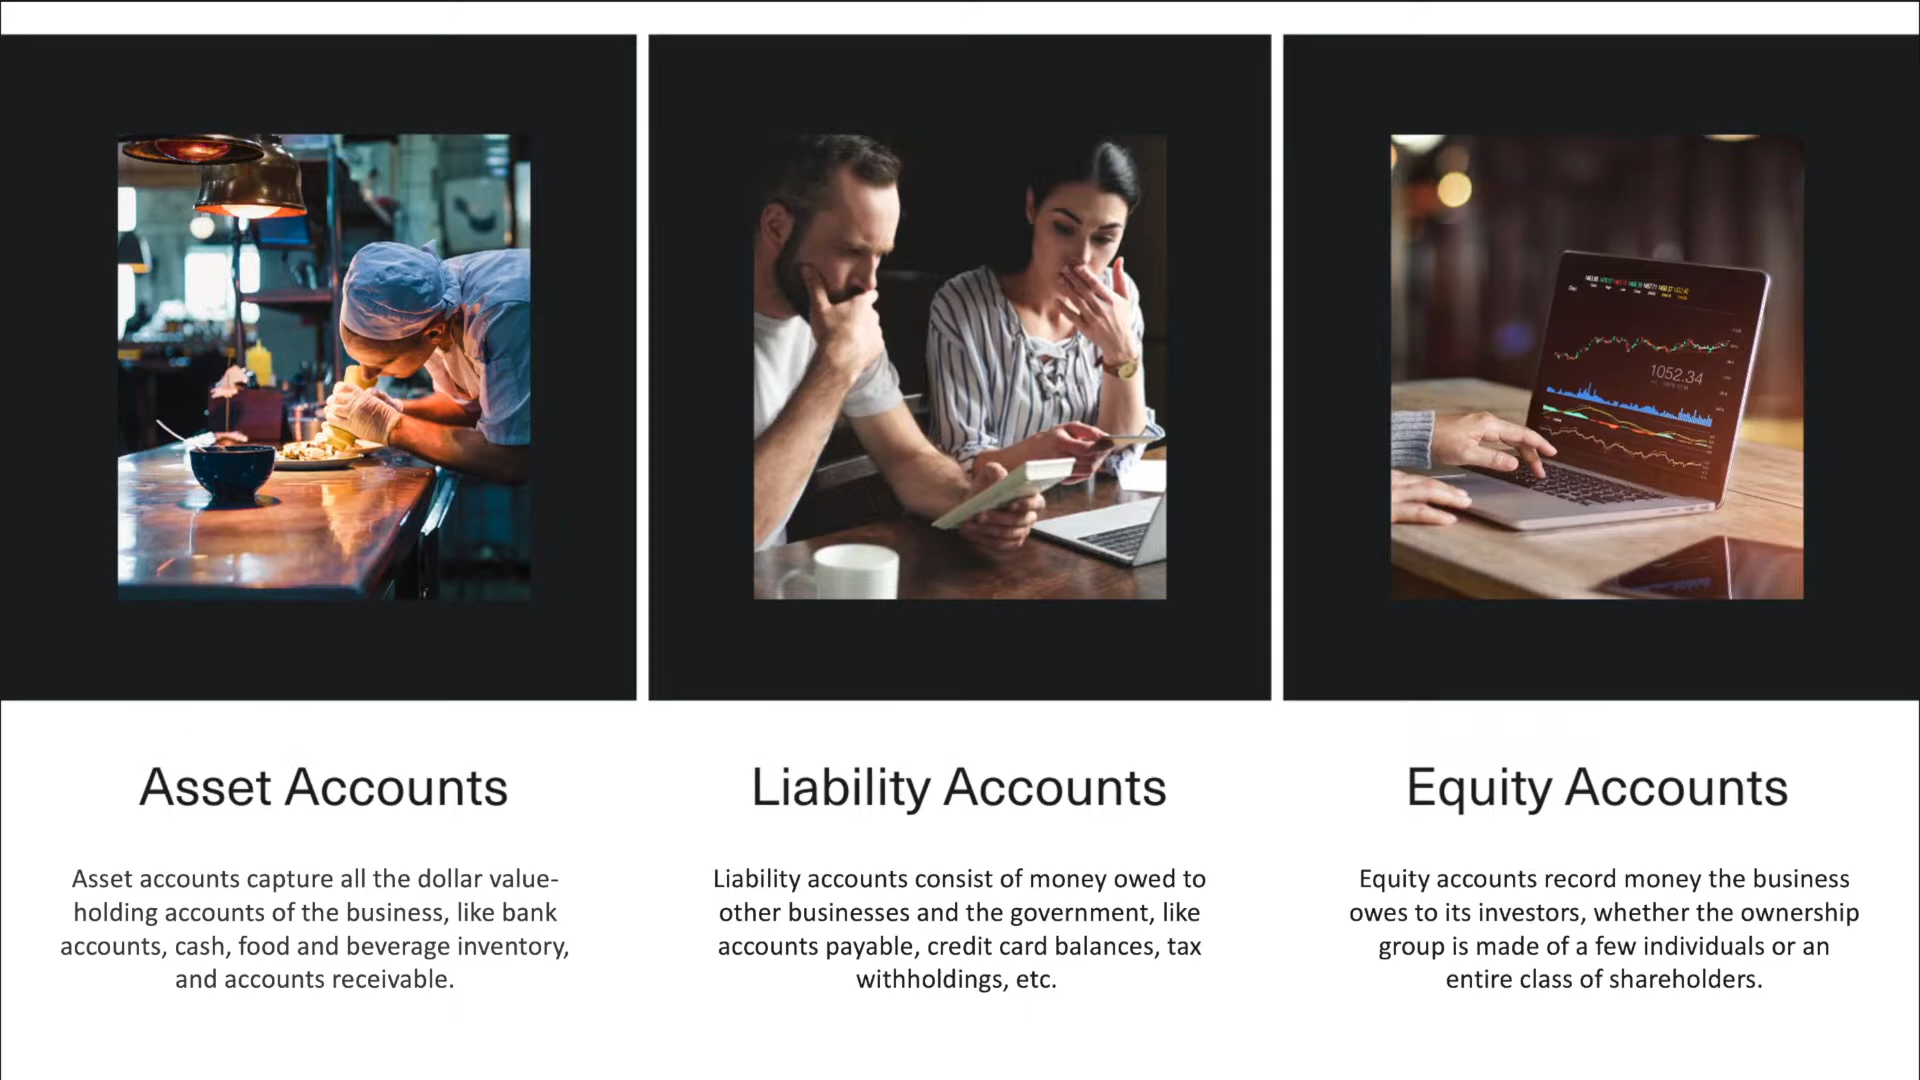 1052.34
Asset Accounts
Asset accounts capture all the dollar value-
holding accounts of the business, like bank
accounts, cash, food and beverage inventory,
and accounts receivable.
Liability Accounts
Liability accounts consist of money owed to
other businesses and the government, like
accounts payable, credit card balances, tax
withholdings, etc.
Equity Accounts
Equity accounts record money the business
owes to its investors, whether the ownership
group is made of a few individuals or an
entire class of shareholders.